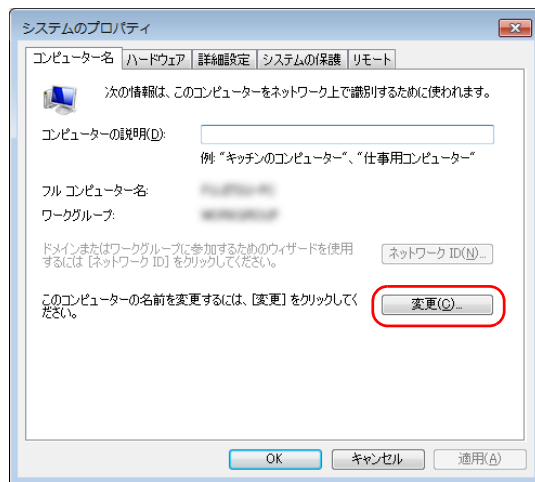 システムのプロパティ
コンピューター名 ハードウェア 詳細設定 システムの保護 リモート
次の情報は、このコンピューターをネットワーク上で識別するために使われます。
コンピューターの説明(D):
例: "キッチンのコンピューター"、"仕事用コンピューター"
フル コンピューター名:
ワークグループ:
ドメインまたはワークグループに参加するためのウィザードを使用
するには [ネットワーク ID] をクリックしてください。
ネットワーク ID(N)...
このコンピューターの名前を変更するには、[変更] をクリックしてく
ださい。
変更(C)...
OK キャンセル 適用(A)